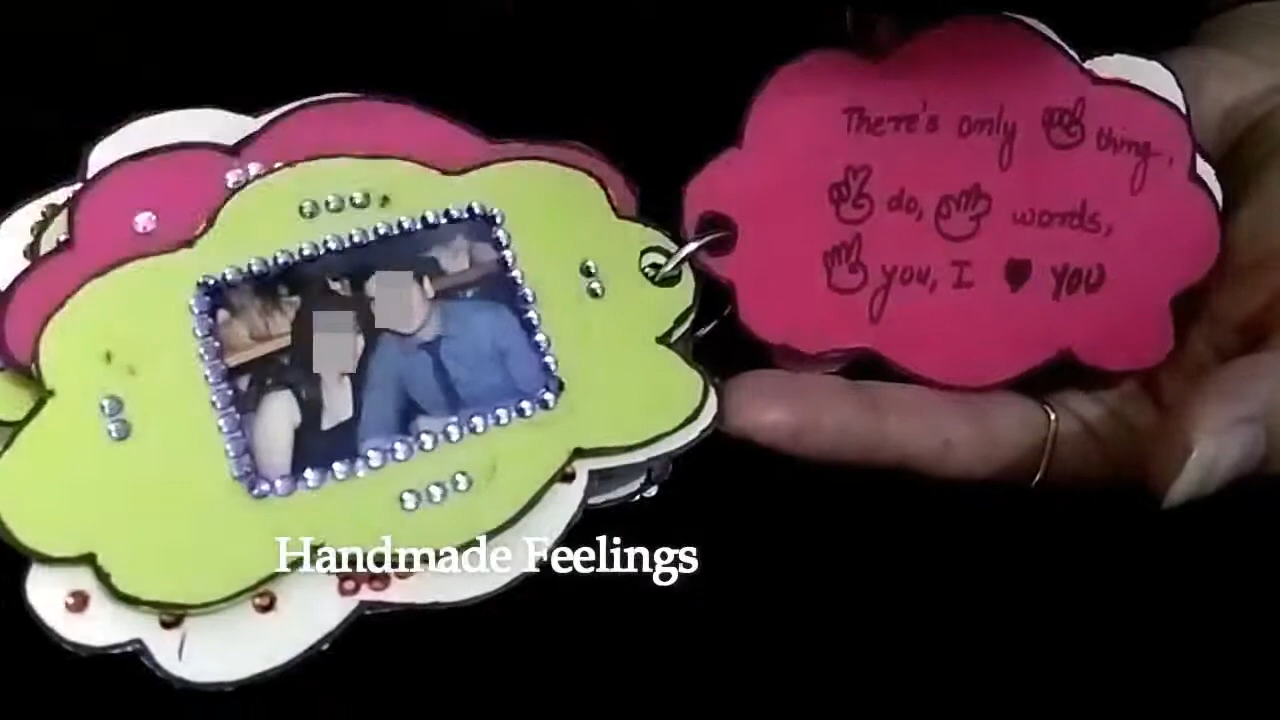 There's only thing,
do, words,
you, I ♥ you
Handmade Feelings